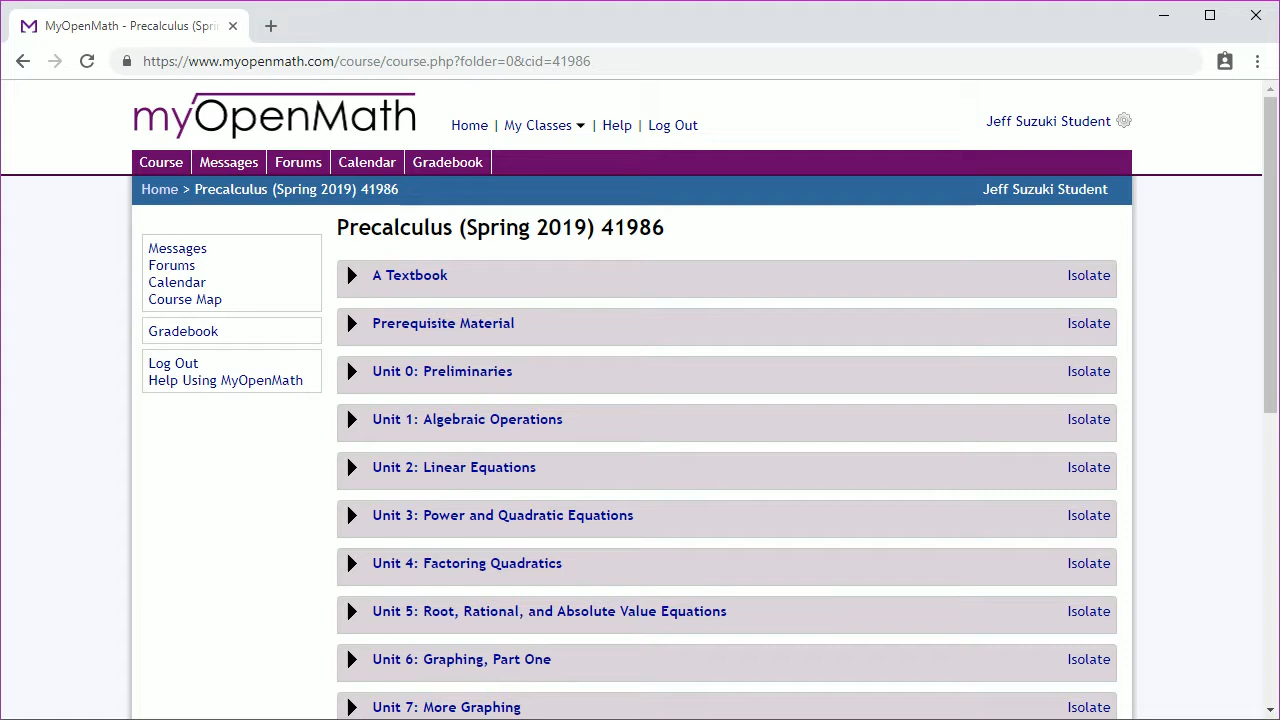 MyOpenMath - Precalculus (Sprin
https://www.myopenmath.com/course/course.php?folder=0&cid=41986
myOpenMath
Home | My Classes | Help | Log Out
Jeff Suzuki Student
Course Messages Forums Calendar Gradebook
Home > Precalculus (Spring 2019) 41986
Jeff Suzuki Student
Messages
Forums
Calendar
Course Map
Gradebook
Log Out
Help Using MyOpenMath
Precalculus (Spring 2019) 41986
A Textbook Isolate
Prerequisite Material Isolate
Unit 0: Preliminaries Isolate
Unit 1: Algebraic Operations Isolate
Unit 2: Linear Equations Isolate
Unit 3: Power and Quadratic Equations Isolate
Unit 4: Factoring Quadratics Isolate
Unit 5: Root, Rational, and Absolute Value Equations Isolate
Unit 6: Graphing, Part One Isolate
Unit 7: More Graphing Isolate